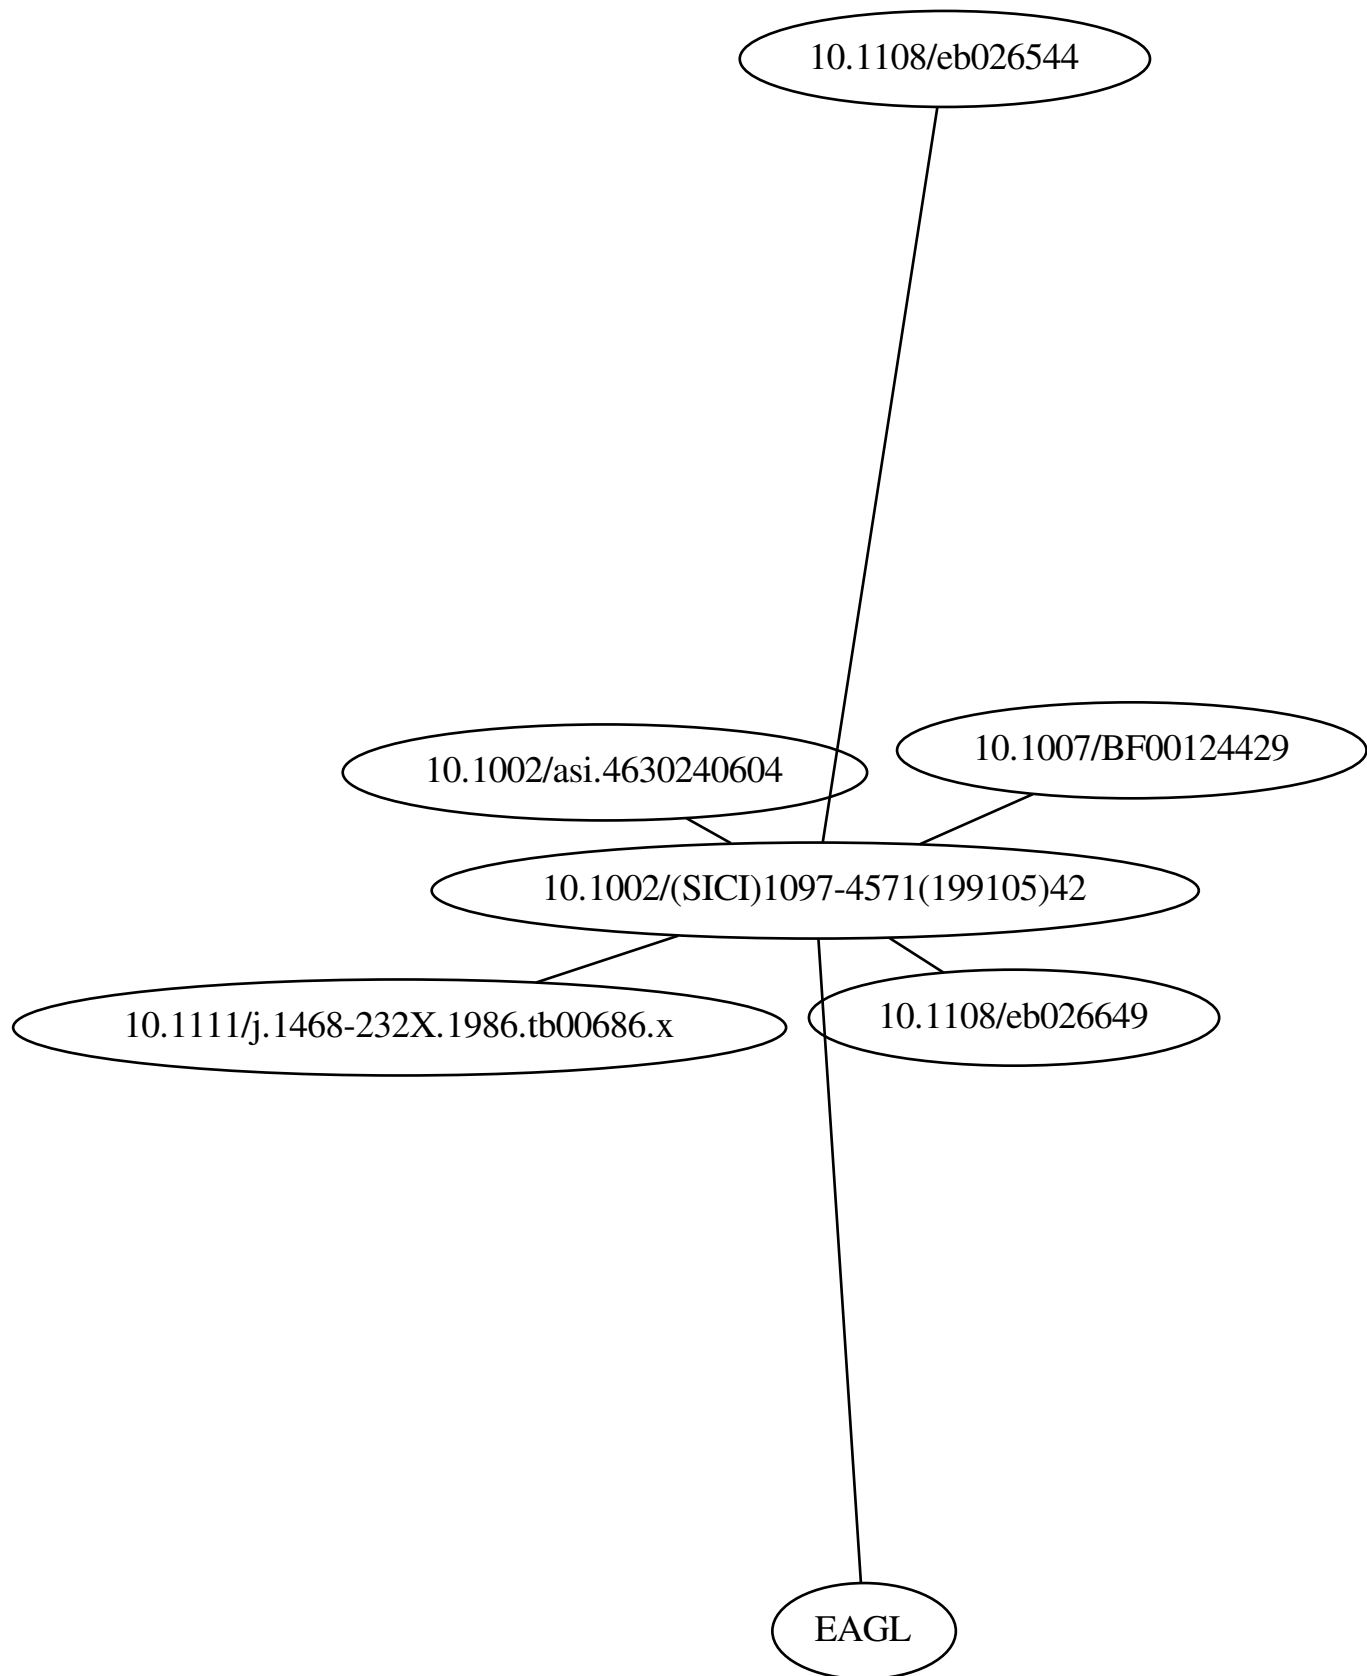 10.1108/eb026544
10.1007/BF00124429
10.1002/asi.4630240604
10.1002/(SICI)1097-4571(199105)42
10.1108/eb026649
10.1111/j.1468-232X.1986.tb00686.x
EAGL